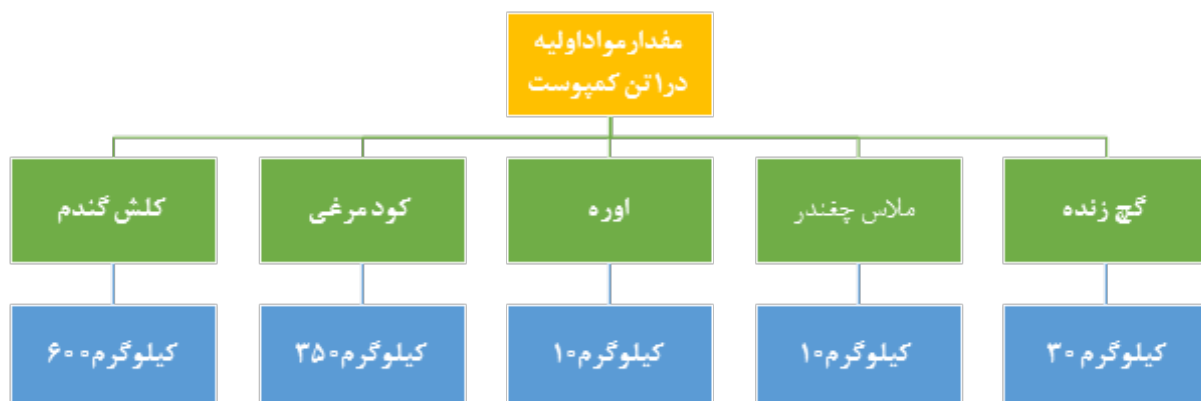 مقدارمواداولیه
در۱ تن کمپوست
گچ زنده
ملاس چغندر
اوره
کود مرغی
کلش گندم
کیلوگرم ۳۰
کیلوگرم۱۰
کیلوگرم۱۰
کیلوگرم۳۵۰
کیلوگرم۶۰۰